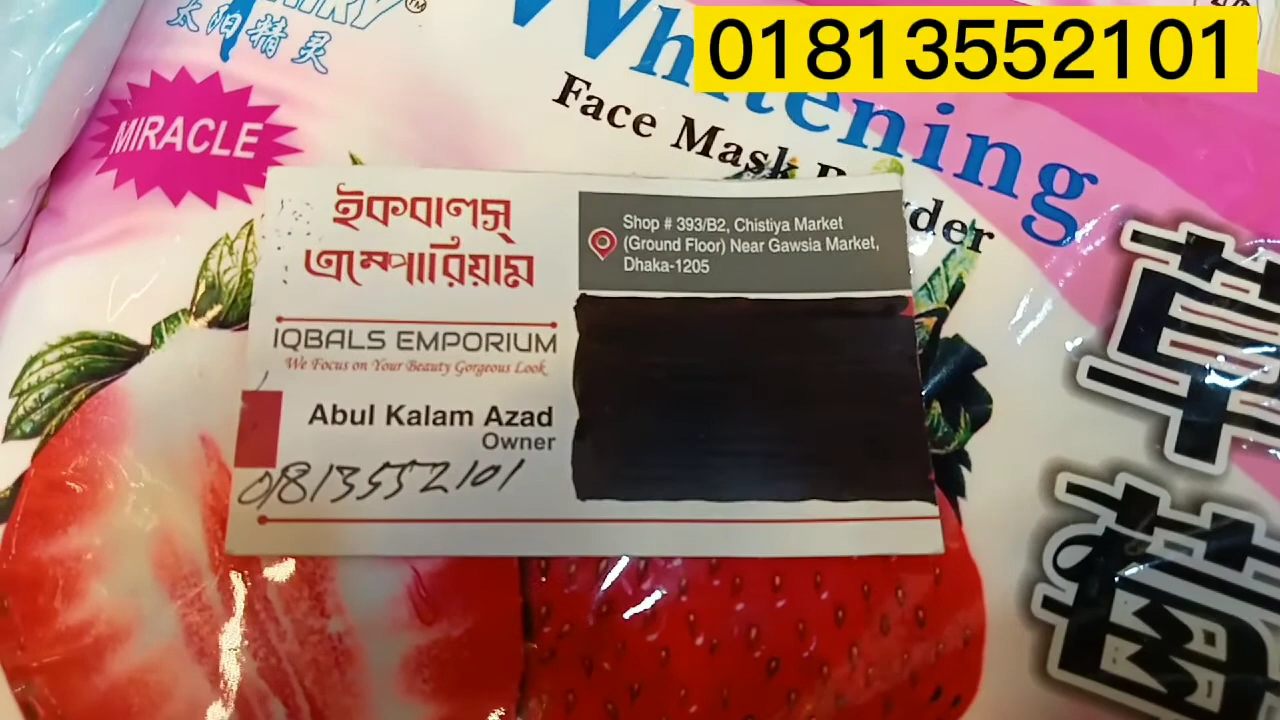 01813552101
太阳精灵
MIRACLE
Whitening
Face Mask
ইকবালস্
এম্পোরিয়াম
IQBALS EMPORIUM
We Focus on Your Beauty Gorgeous Look
Abul Kalam Azad
Owner
01813552101
Shop # 393/B2, Chistiya Market
(Ground Floor) Near Gawsia Market,
Dhaka-1205
草